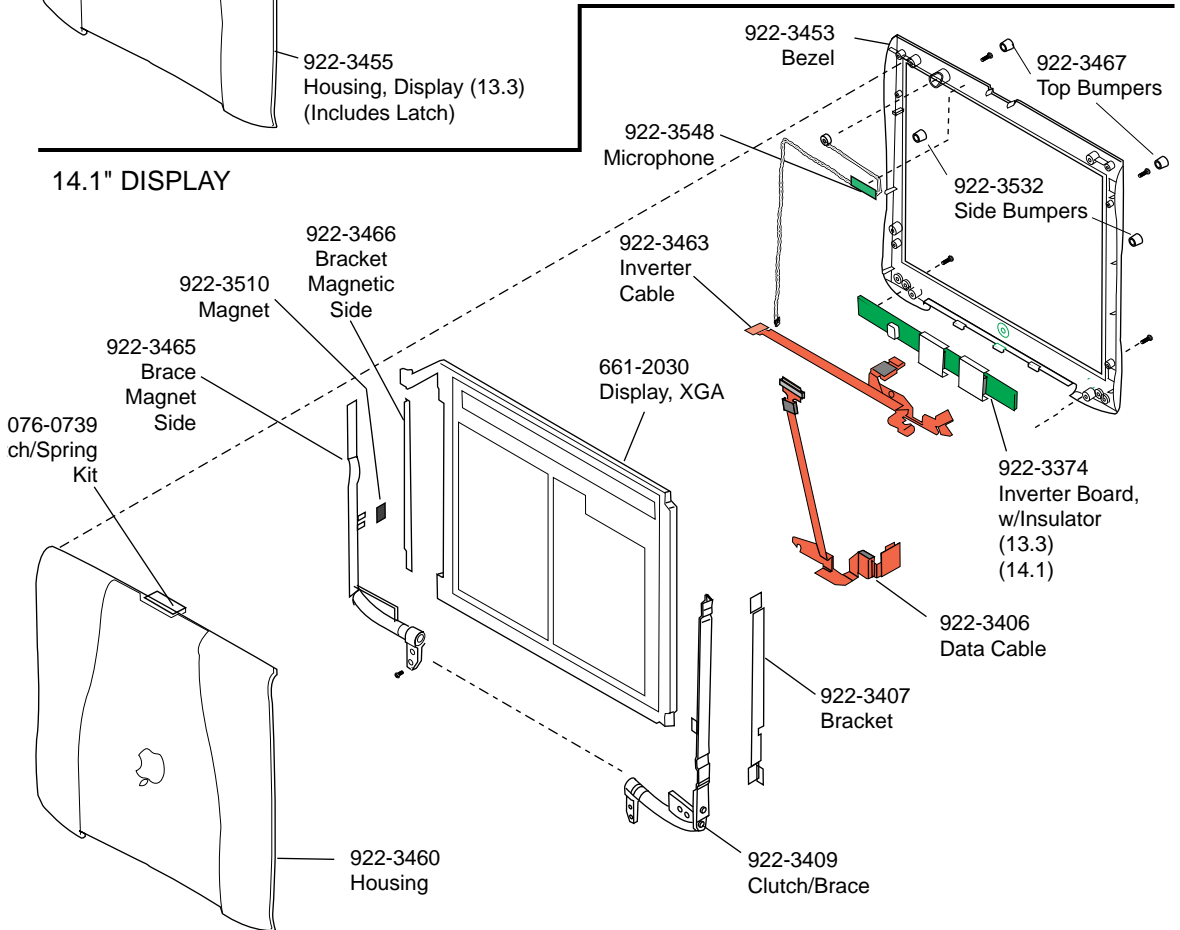 922-3455
Housing, Display (13.3)
(Includes Latch)
922-3453
Bezel
922-3467
Top Bumpers
922-3548
Microphone
922-3532
Side Bumpers
14.1" DISPLAY
922-3466
Bracket
Magnetic
Side
922-3463
Inverter
Cable
922-3510
Magnet
922-3465
Brace
Magnet
Side
661-2030
Display, XGA
076-0739
ch/Spring
Kit
922-3374
Inverter Board,
w/Insulator
(13.3)
(14.1)
922-3406
Data Cable
922-3407
Bracket
922-3460
Housing
922-3409
Clutch/Brace